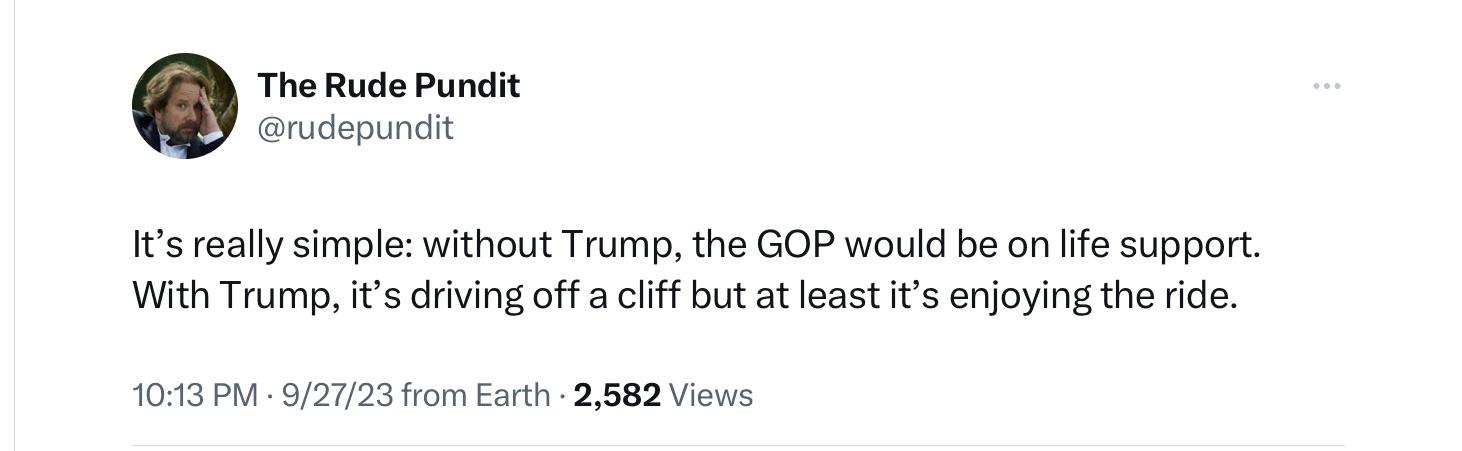 The Rude Pundit
@rudepundit
It’s really simple: without Trump, the GOP would be on life support.
With Trump, it’s driving off a cliff but at least it’s enjoying the ride.
10:13 PM · 9/27/23 from Earth · 2,582 Views